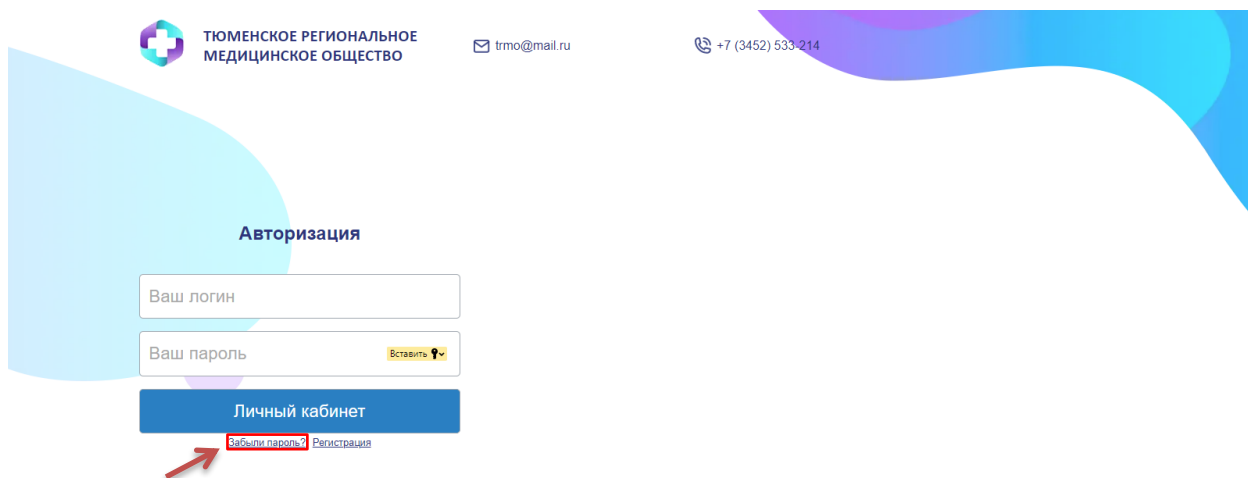 ТЮМЕНСКОЕ РЕГИОНАЛЬНОЕ
МЕДИЦИНСКОЕ ОБЩЕСТВО
trmo@mail.ru
+7 (3452) 533-214
Авторизация
Ваш логин
Ваш пароль
Вставить
Личный кабинет
Забыли пароль? Регистрация